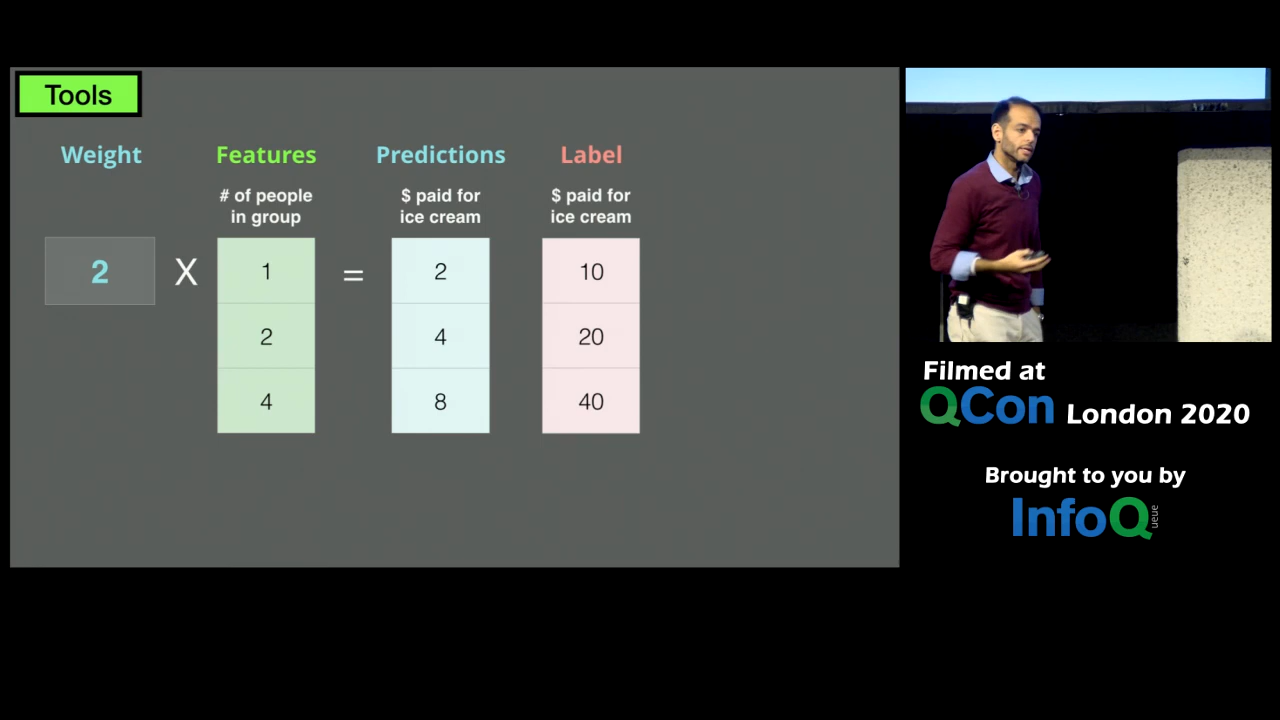 Tools
Weight
Features
Predictions
Label
# of people
in group
$ paid for
ice cream
$ paid for
ice cream
2
X
1
=
2
10
2
4
20
4
8
40
Filmed at
QCon London 2020
Brought to you by
InfoQ
ueue